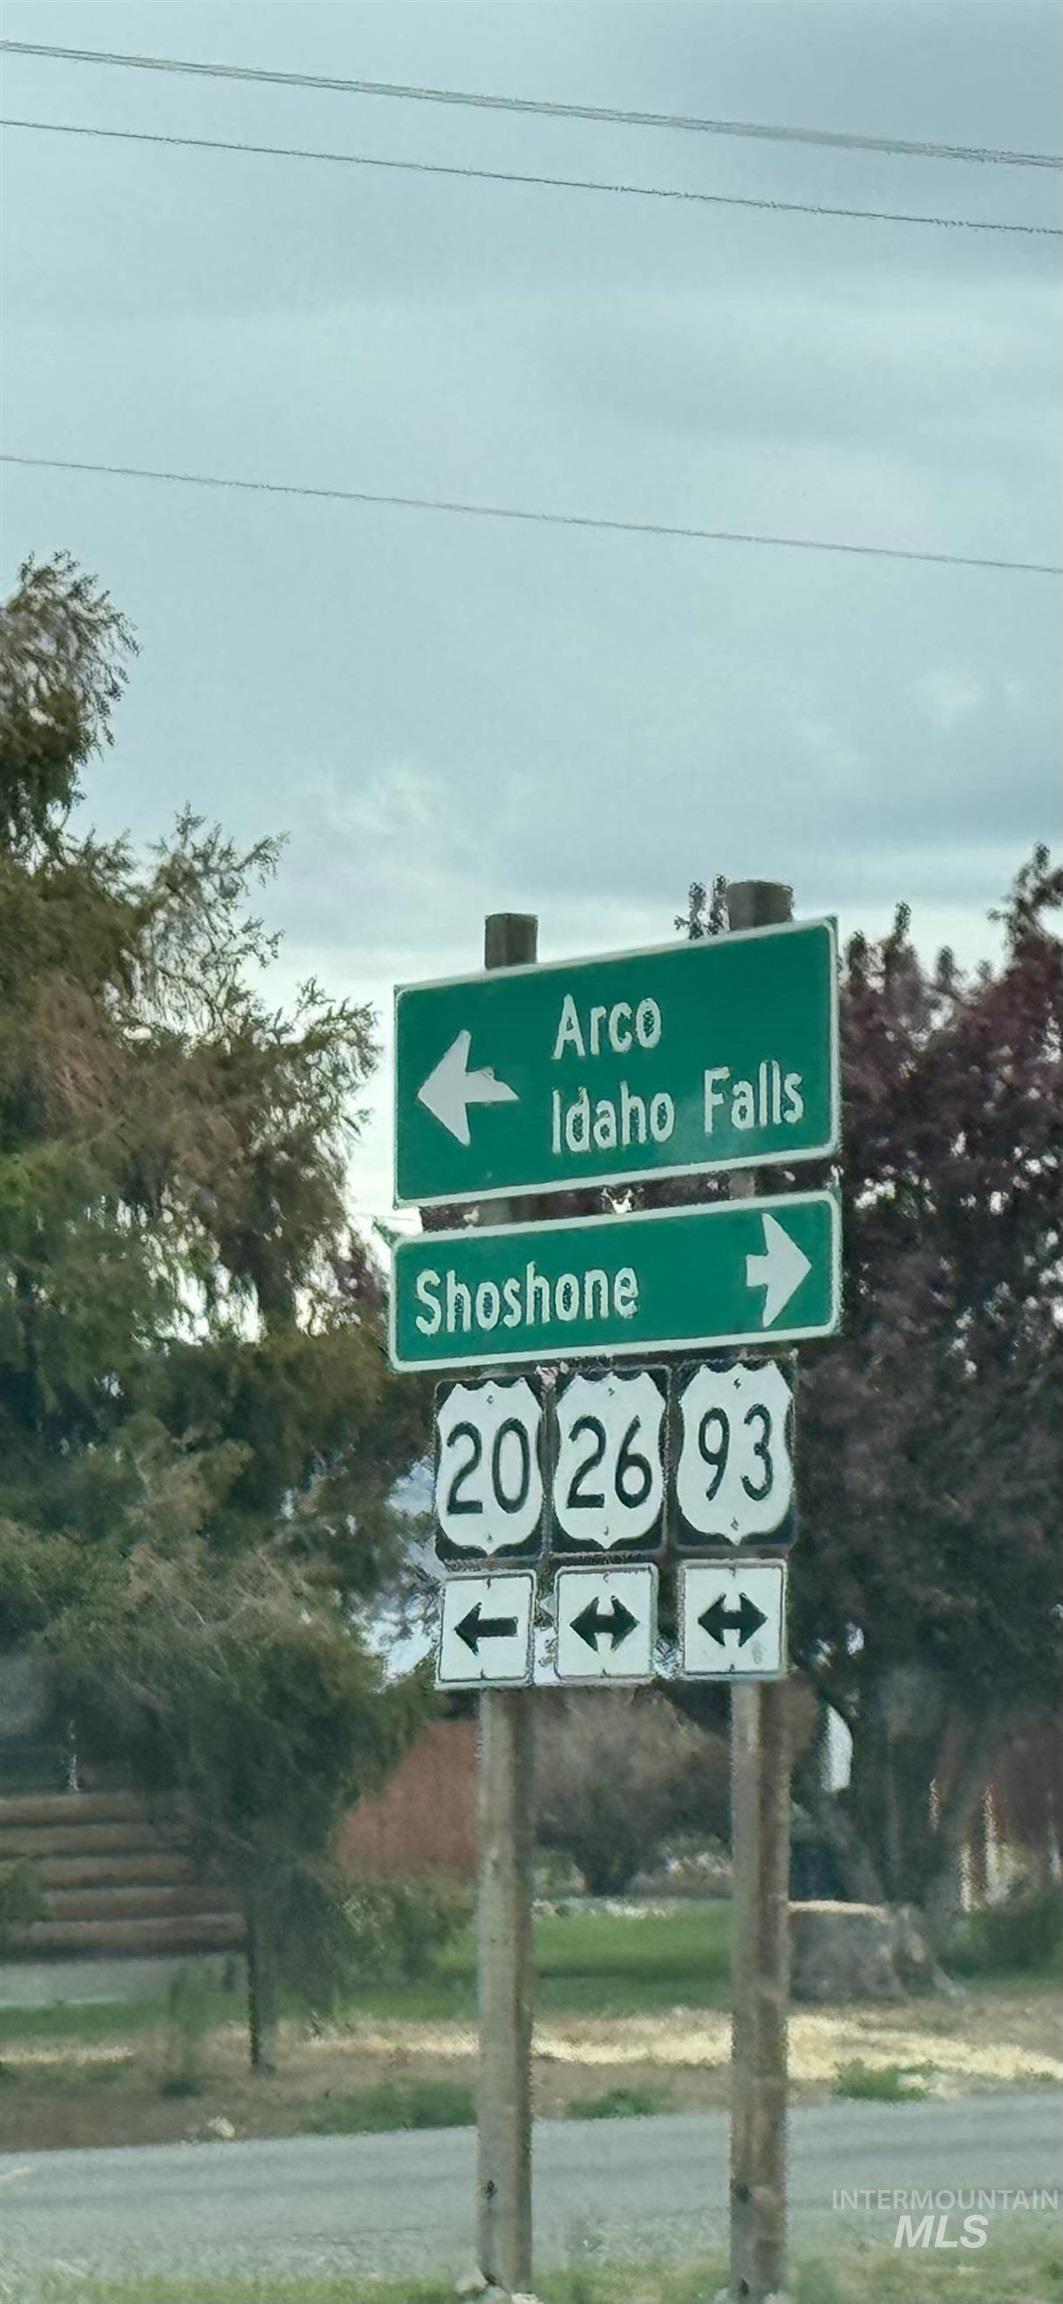 Arco
Idaho Falls
Shoshone
20 26 93
INTERMOUNTAIN
MLS